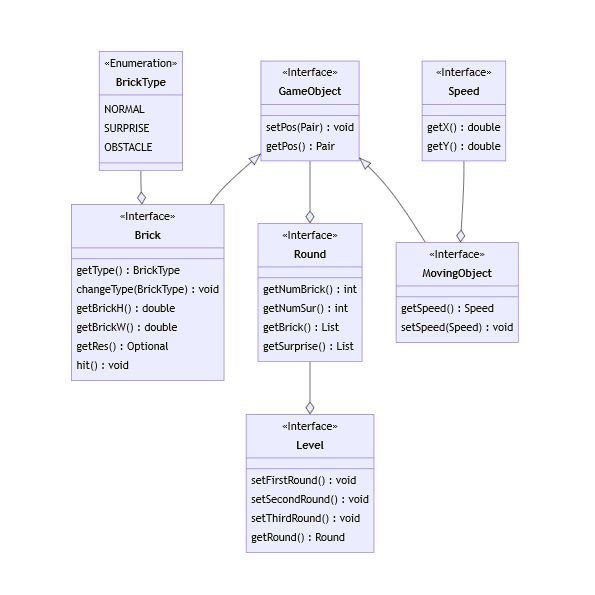 «Enumeration»
BrickType
NORMAL
SURPRISE
OBSTACLE
«Interface»
GameObject
setPos(Pair) : void
getPos() : Pair
«Interface»
Speed
getX() : double
getY() : double
«Interface»
Brick
getType() : BrickType
changeType(BrickType) : void
getBrickH() : double
getBrickW() : double
getRes() : Optional
hit() : void
«Interface»
Round
getNumBrick() : int
getNumSur() : int
getBrick() : List
getSurprise() : List
«Interface»
MovingObject
getSpeed() : Speed
setSpeed(Speed) : void
«Interface»
Level
setFirstRound() : void
setSecondRound() : void
setThirdRound() : void
getRound() : Round